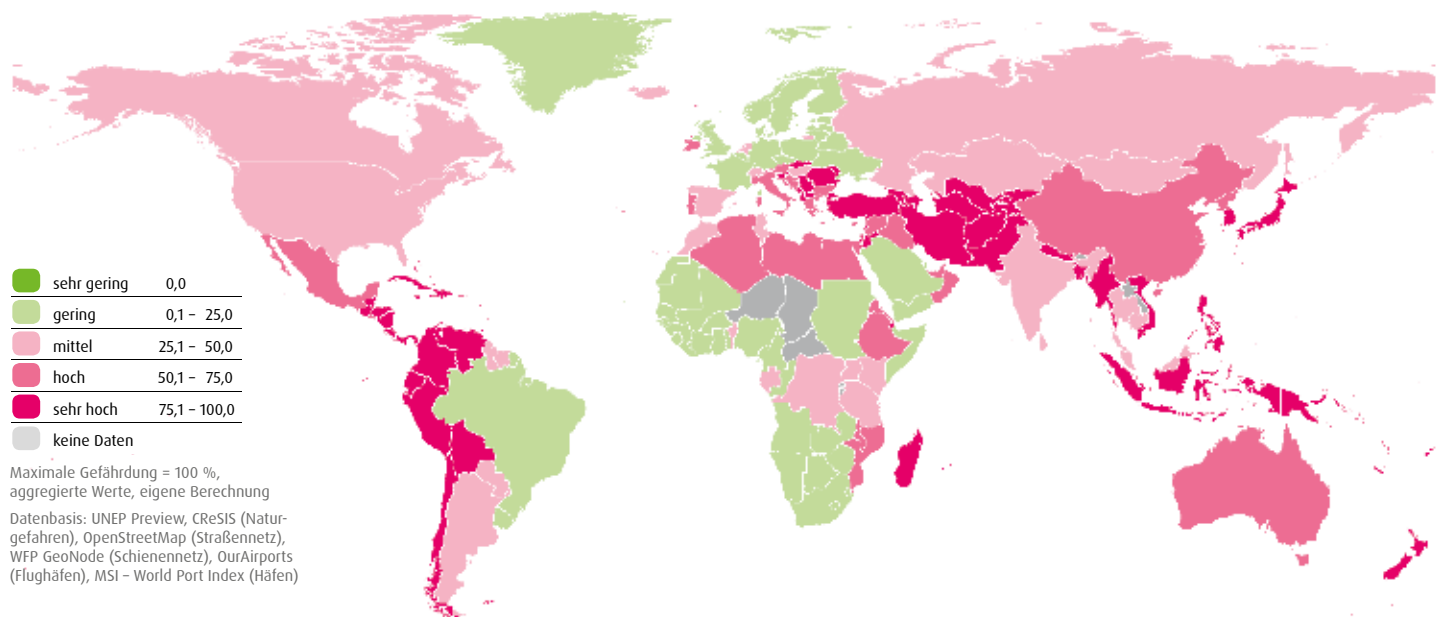 sehr gering 0,0
gering 0,1 – 25,0
mittel 25,1 – 50,0
hoch 50,1 – 75,0
sehr hoch 75,1 – 100,0
keine Daten
Maximale Gefährdung = 100 %,
aggregierte Werte, eigene Berechnung
Datenbasis: UNEP Preview, CReSIS (Natur-
gefahren), OpenStreetMap (Straßennetz),
WFP GeoNode (Schienennetz), OurAirports
(Flughäfen), MSI – World Port Index (Häfen)